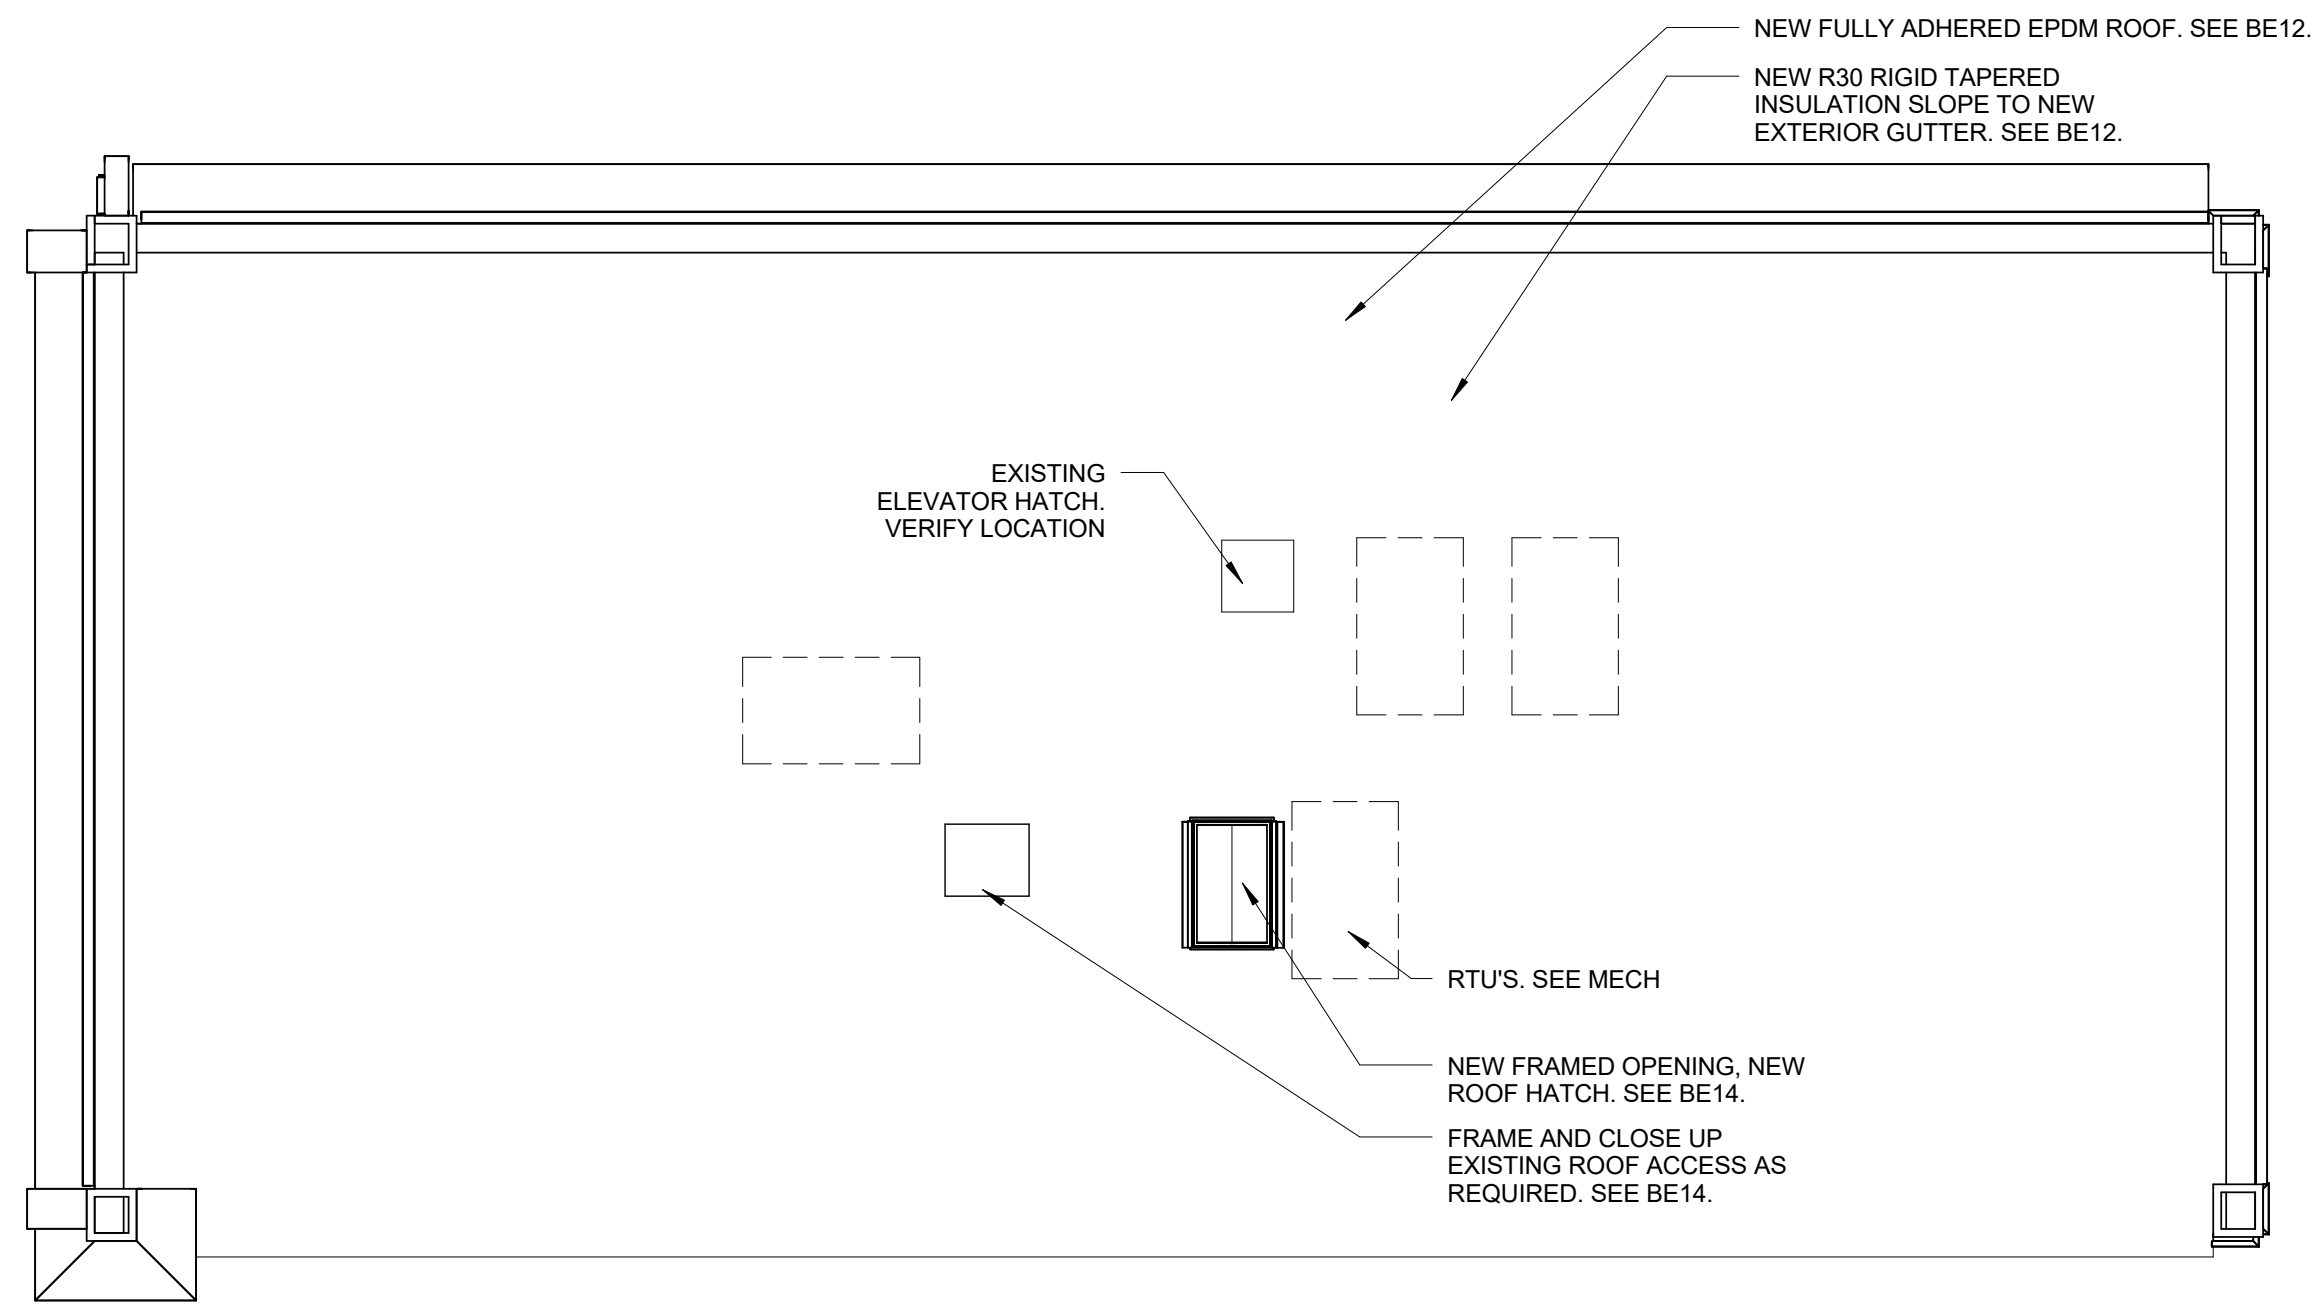 NEW FULLY ADHERED EPDM ROOF. SEE BE12.
NEW R30 RIGID TAPERED
INSULATION SLOPE TO NEW
EXTERIOR GUTTER. SEE BE12.
EXISTING
ELEVATOR HATCH.
VERIFY LOCATION
RTU'S. SEE MECH
NEW FRAMED OPENING, NEW
ROOF HATCH. SEE BE14.
FRAME AND CLOSE UP
EXISTING ROOF ACCESS AS
REQUIRED. SEE BE14.